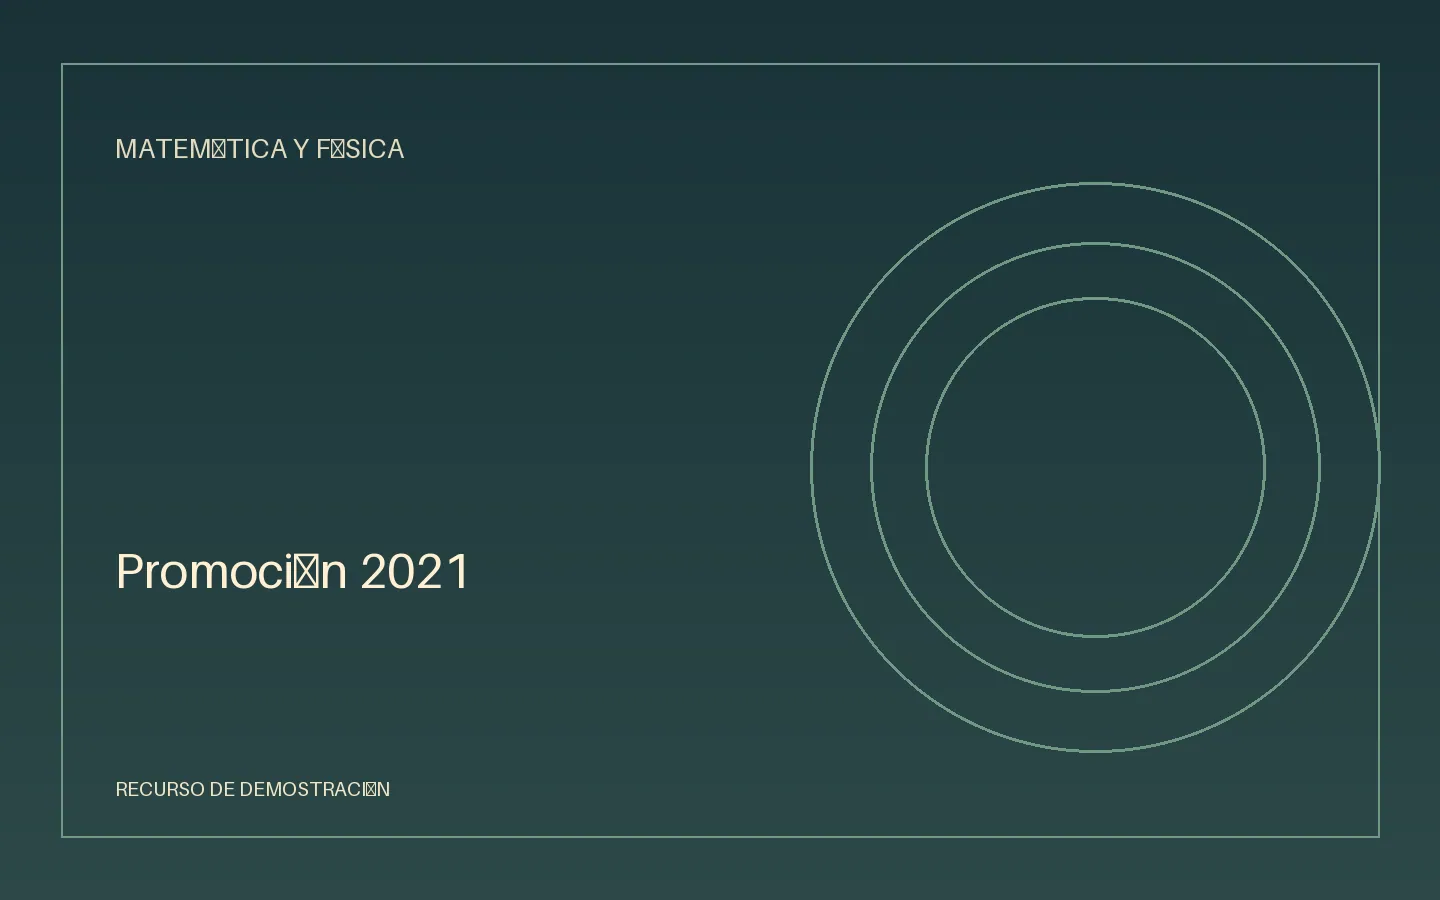 MATEM☒TICA Y F☒SICA
Promoci☒n 2021
RECURSO DE DEMOSTRACI☒N